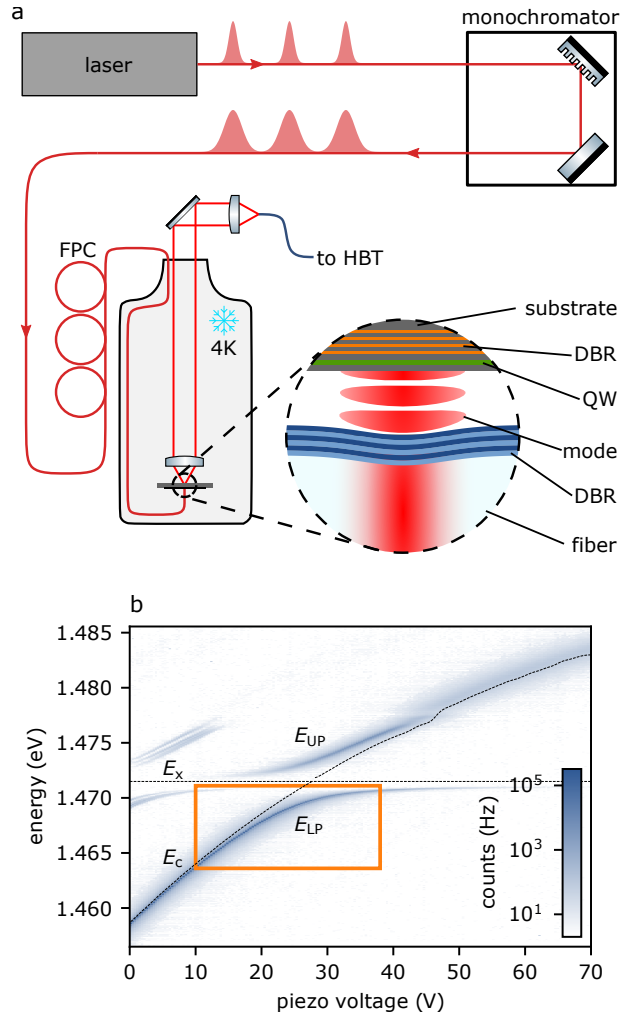 a
laser
monochromator
FPC
to HBT
4K
substrate
DBR
QW
mode
DBR
fiber
b
1.485
1.480
1.475
1.470
1.465
1.460
energy (eV)
E_UP
E_x
E_LP
E_c
counts (Hz)
10^5
10^3
10^1
0 10 20 30 40 50 60 70
piezo voltage (V)